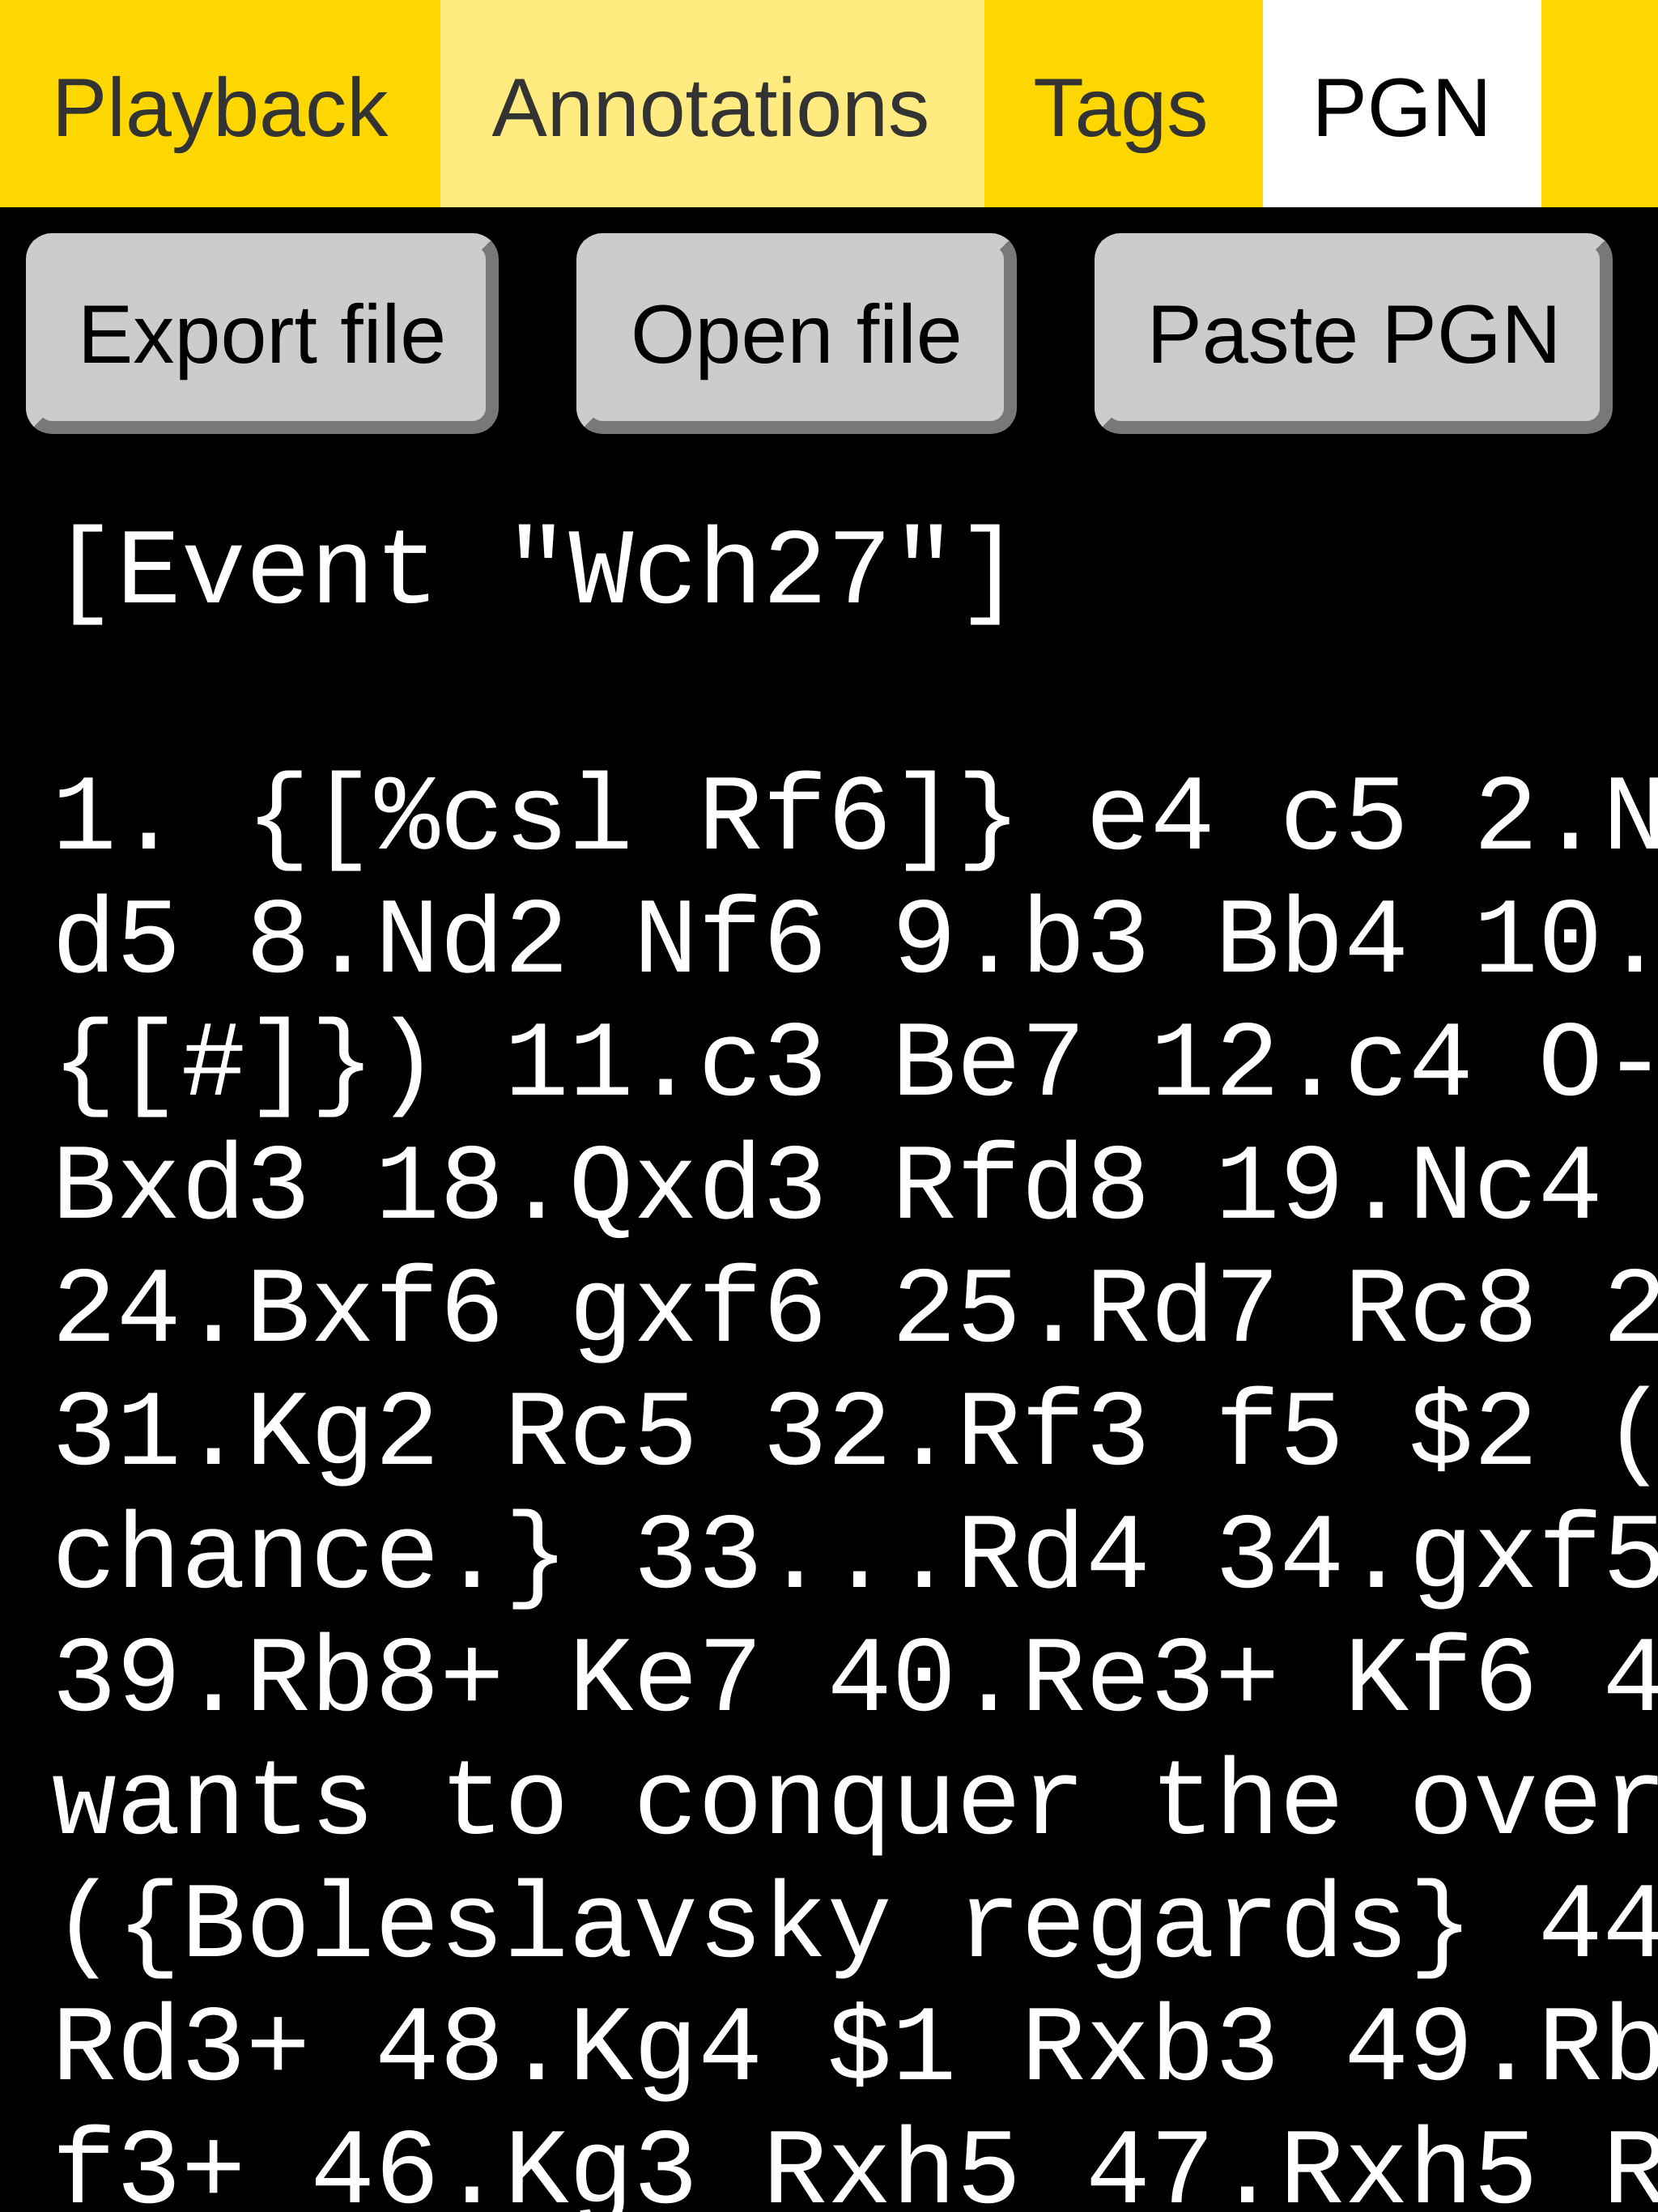 Playback Annotations Tags PGN
Export file Open file Paste PGN
[Event "Wch27"]
1. {[%csl Rf6]} e4 c5 2.N
d5 8.Nd2 Nf6 9.b3 Bb4 10.
{[#]}) 11.c3 Be7 12.c4 O-
Bxd3 18.Qxd3 Rfd8 19.Nc4
24.Bxf6 gxf6 25.Rd7 Rc8 2
31.Kg2 Rc5 32.Rf3 f5 $2 (
chance.} 33...Rd4 34.gxf5
39.Rb8+ Ke7 40.Re3+ Kf6 4
wants to conquer the over
({Boleslavsky regards} 44
Rd3+ 48.Kg4 $1 Rxb3 49.Rb
f3+ 46.Kg3 Rxh5 47.Rxh5 R